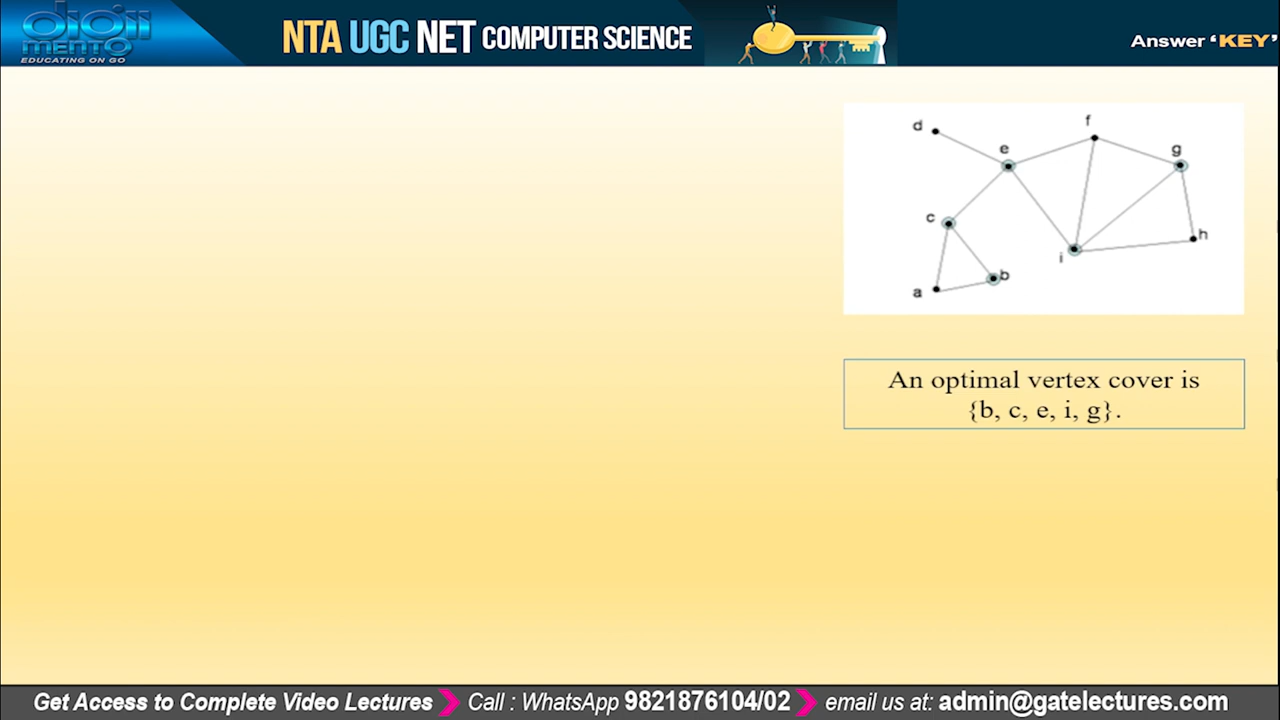 digii
MENTO
EDUCATING ON GO
NTA UGC NET COMPUTER SCIENCE
Answer ‘KEY’
d
f
e
g
c
h
i
b
a
An optimal vertex cover is
{b, c, e, i, g}.
Get Access to Complete Video Lectures Call : WhatsApp 9821876104/02 email us at: admin@gatelectures.com